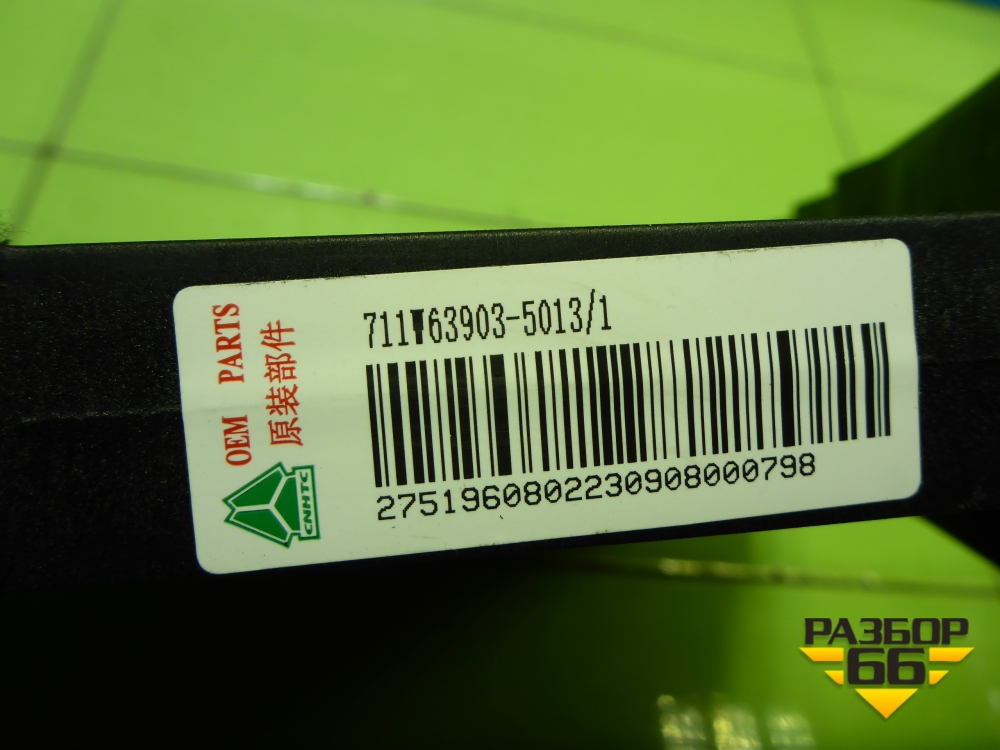 711W63903-5013/1
2751960802230908000798
OEM PARTS
原装部件
CNHTC
РАЗБОР
66